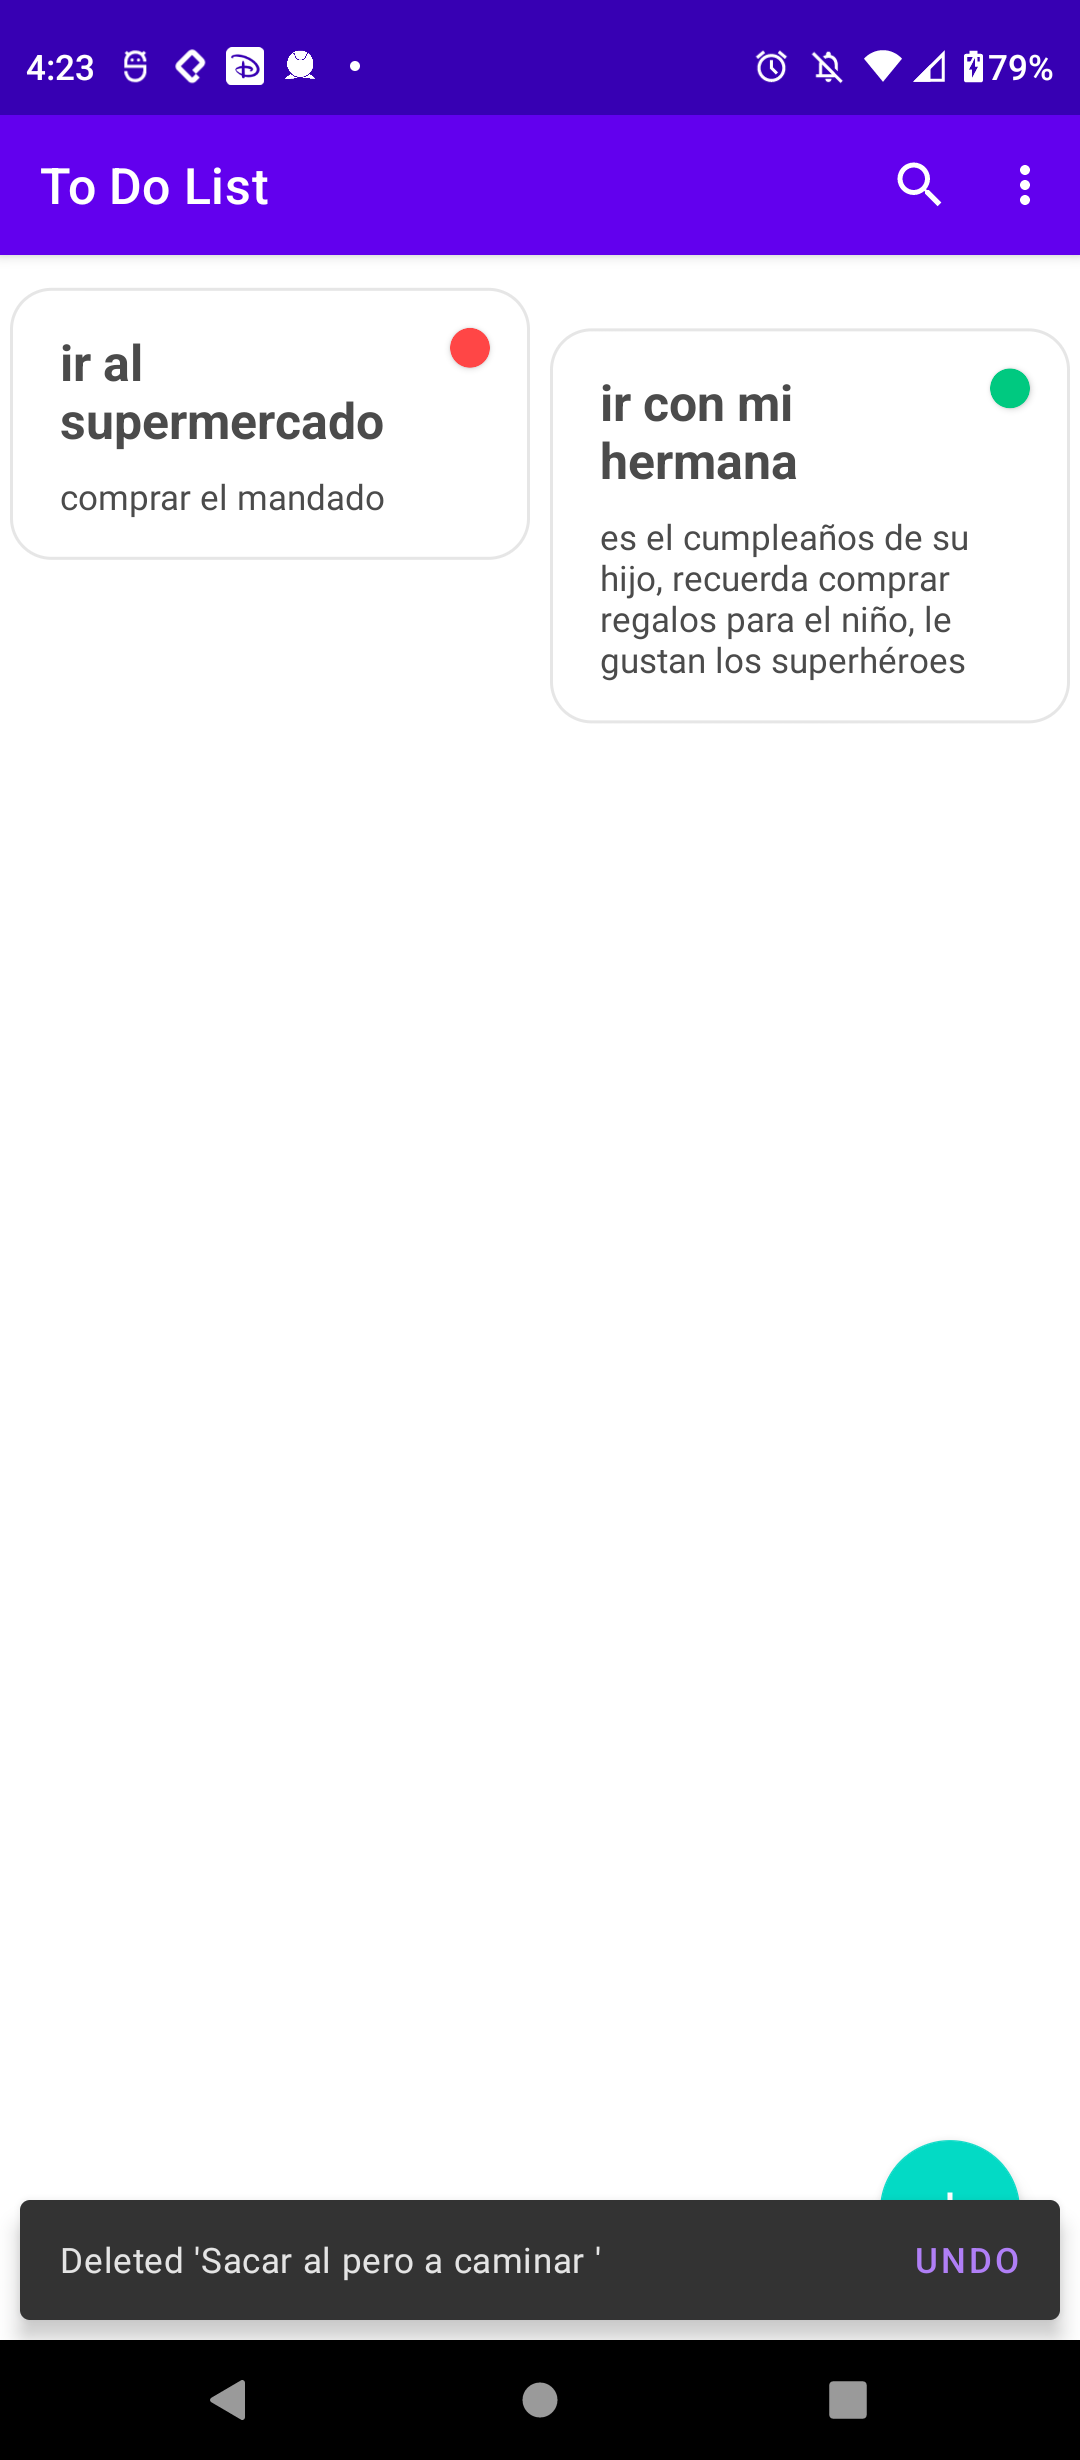 4:23
79%
To Do List
ir al
supermercado
comprar el mandado
ir con mi
hermana
es el cumpleaños de su
hijo, recuerda comprar
regalos para el niño, le
gustan los superhéroes
Deleted 'Sacar al pero a caminar '
UNDO